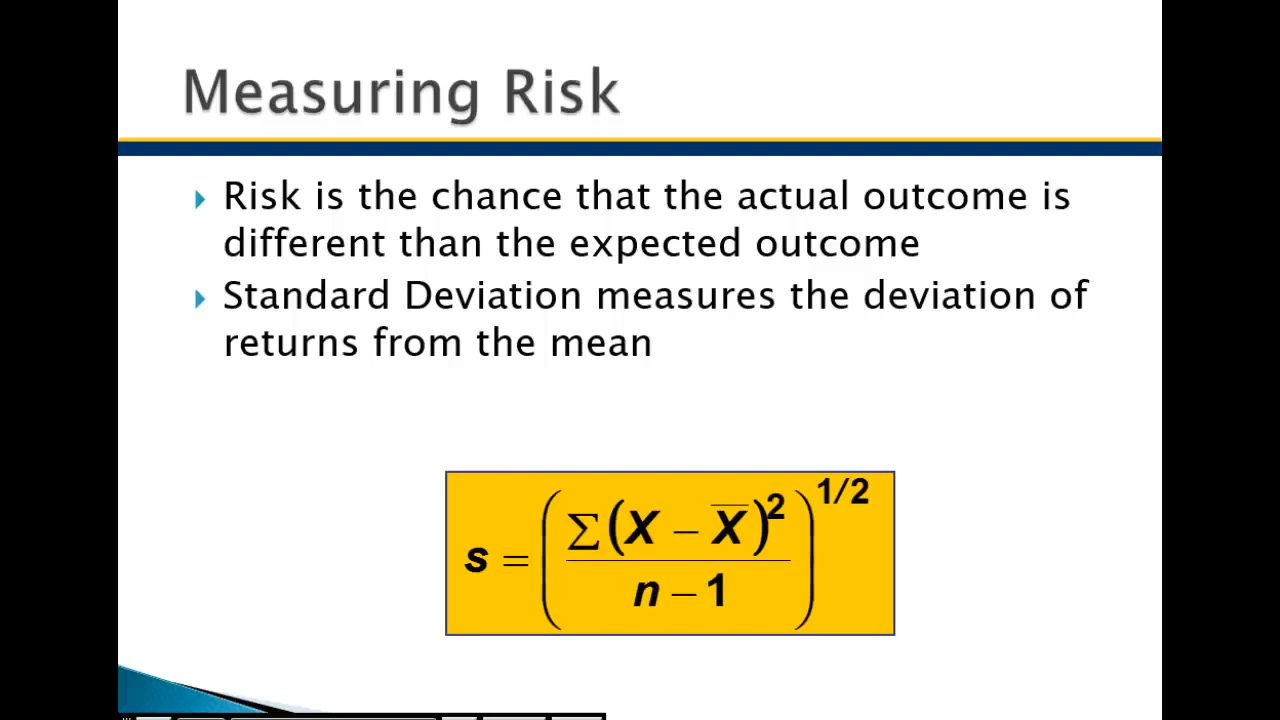 Measuring Risk
Risk is the chance that the actual outcome is
different than the expected outcome
Standard Deviation measures the deviation of
returns from the mean
s = (∑(X − X̅)² / n − 1)^1/2